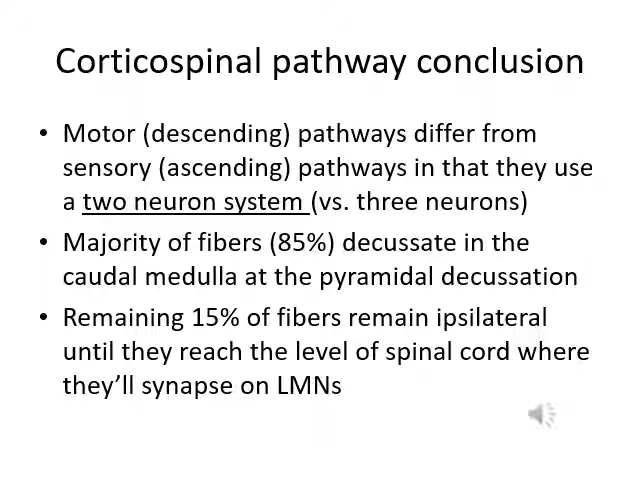 Corticospinal pathway conclusion
• Motor (descending) pathways differ from
sensory (ascending) pathways in that they use
a two neuron system (vs. three neurons)
• Majority of fibers (85%) decussate in the
caudal medulla at the pyramidal decussation
• Remaining 15% of fibers remain ipsilateral
until they reach the level of spinal cord where
they’ll synapse on LMNs